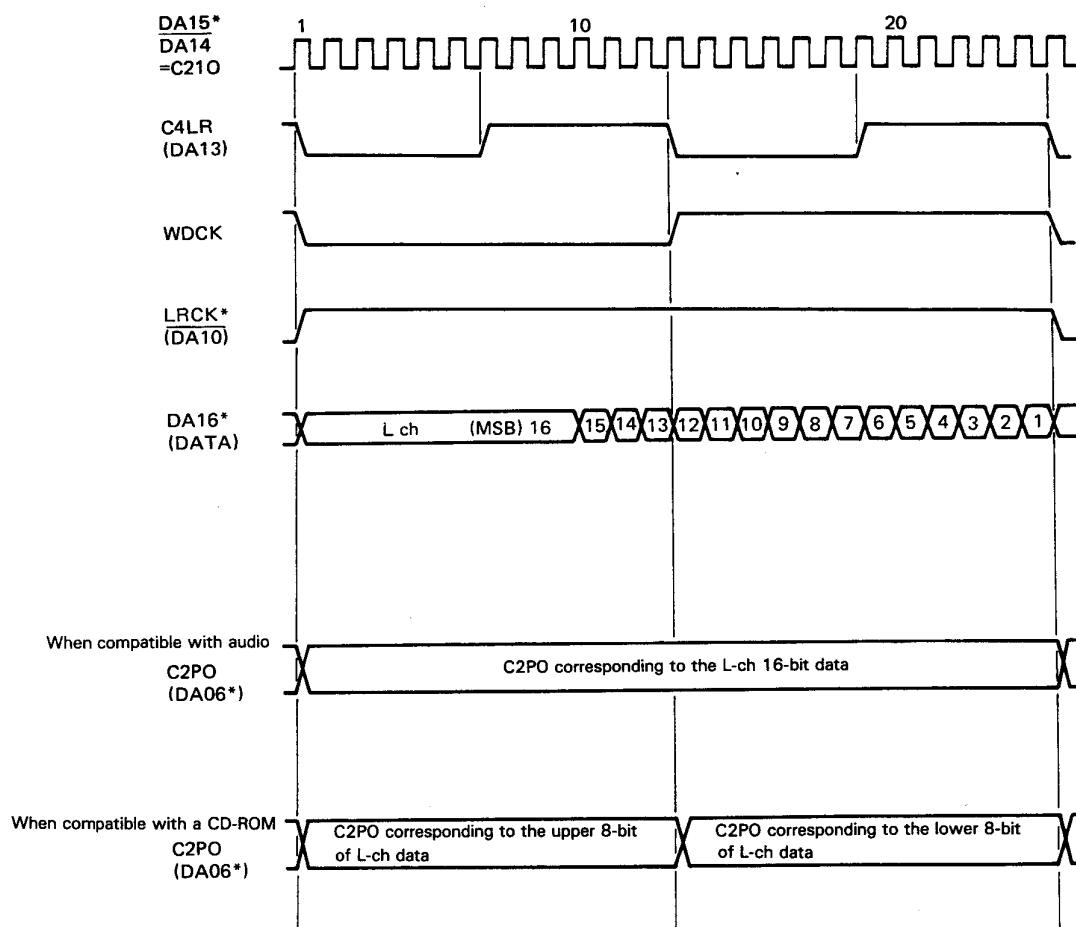 DA15*
1 10 20
DA14
=C210
C4LR
(DA13)
WDCK
LRCK*
(DA10)
DA16*
(DATA)
L ch (MSB) 16 15 14 13 12 11 10 9 8 7 6 5 4 3 2 1
When compatible with audio
C2PO
(DA06*)
C2PO corresponding to the L-ch 16-bit data
When compatible with a CD-ROM
C2PO
(DA06*)
C2PO corresponding to the upper 8-bit
of L-ch data
C2PO corresponding to the lower 8-bit
of L-ch data